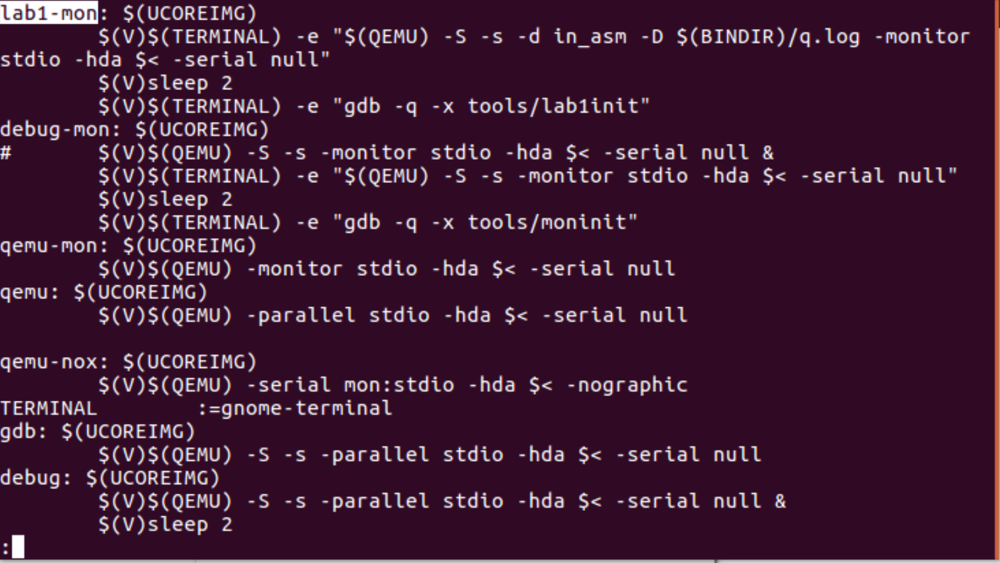 lab1-mon: $(UCOREIMG)
        $(V)$(TERMINAL) -e "$(QEMU) -S -s -d in_asm -D $(BINDIR)/q.log -monitor
stdio -hda $< -serial null"
        $(V)sleep 2
        $(V)$(TERMINAL) -e "gdb -q -x tools/lab1init"
debug-mon: $(UCOREIMG)
#       $(V)$(QEMU) -S -s -monitor stdio -hda $< -serial null &
        $(V)$(TERMINAL) -e "$(QEMU) -S -s -monitor stdio -hda $< -serial null"
        $(V)sleep 2
        $(V)$(TERMINAL) -e "gdb -q -x tools/moninit"
qemu-mon: $(UCOREIMG)
        $(V)$(QEMU) -monitor stdio -hda $< -serial null
qemu: $(UCOREIMG)
        $(V)$(QEMU) -parallel stdio -hda $< -serial null

qemu-nox: $(UCOREIMG)
        $(V)$(QEMU) -serial mon:stdio -hda $< -nographic
TERMINAL        :=gnome-terminal
gdb: $(UCOREIMG)
        $(V)$(QEMU) -S -s -parallel stdio -hda $< -serial null
debug: $(UCOREIMG)
        $(V)$(QEMU) -S -s -parallel stdio -hda $< -serial null &
        $(V)sleep 2
: